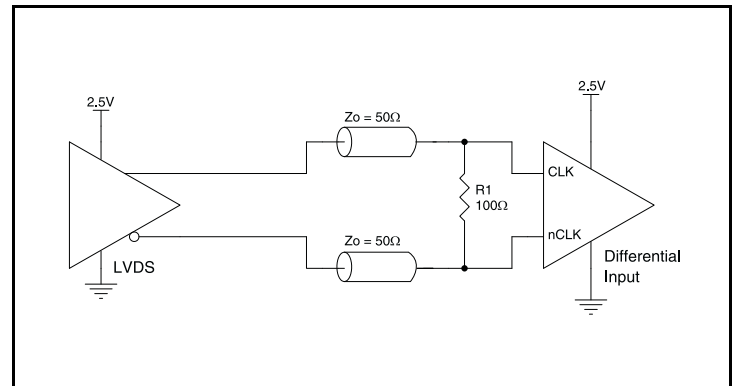 2.5V
2.5V
Zo = 50Ω
CLK
R1
100Ω
nCLK
Zo = 50Ω
LVDS
Differential
Input